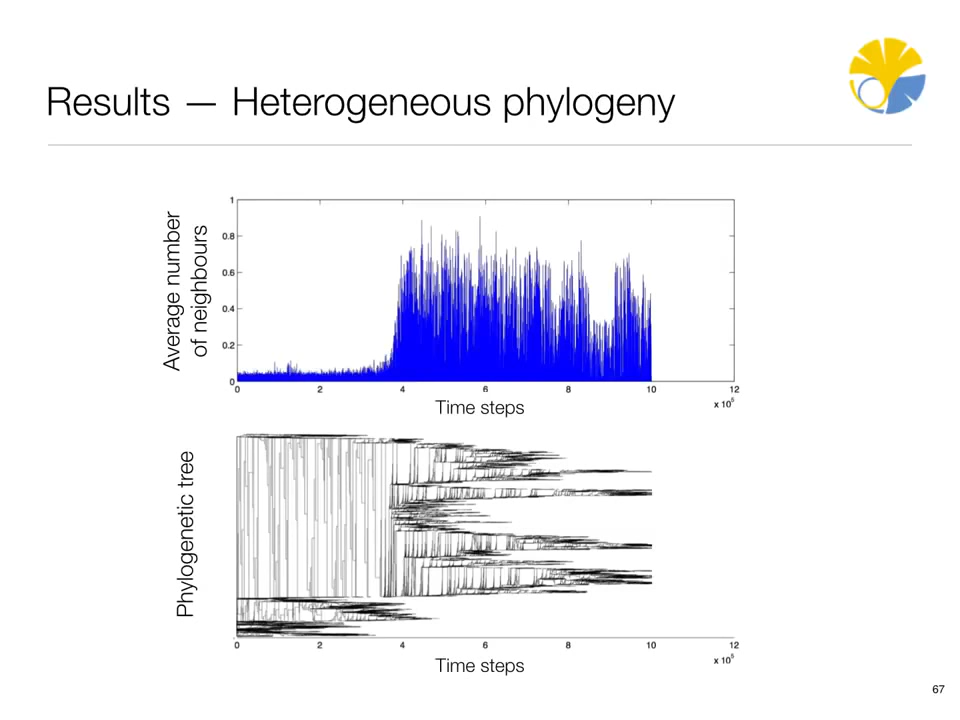 Results — Heterogeneous phylogeny
Average number
of neighbours
1
0.8
0.6
0.4
0.2
0
0 2 4 6 8 10 12
x 10^5
Time steps
Phylogenetic tree
0 2 4 6 8 10 12
x 10^5
Time steps
67